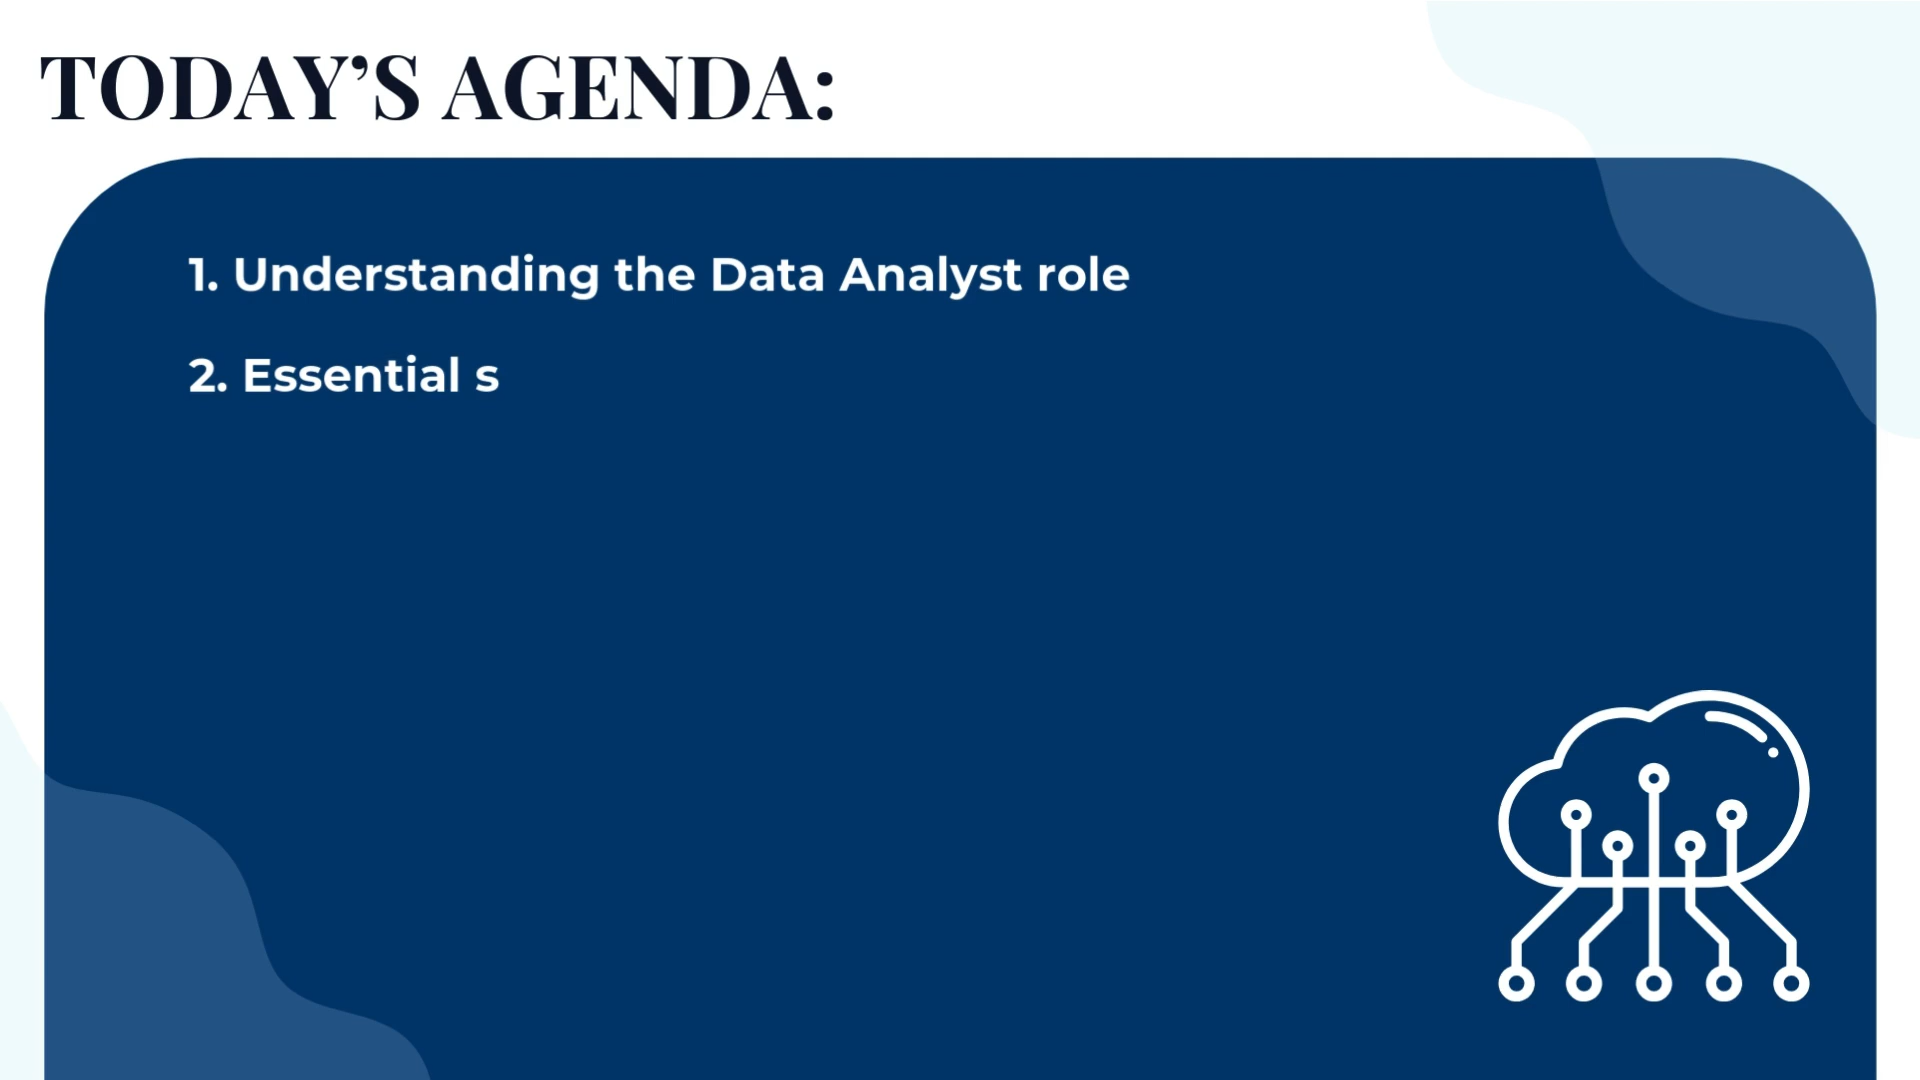 TODAY’S AGENDA:
1. Understanding the Data Analyst role
2. Essential s